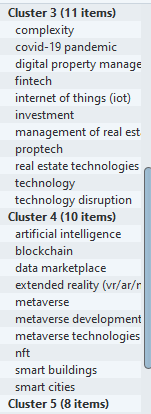 Cluster 3 (11 items)
complexity
covid-19 pandemic
digital property manage
fintech
internet of things (iot)
investment
management of real est
proptech
real estate technologies
technology
technology disruption
Cluster 4 (10 items)
artificial intelligence
blockchain
data marketplace
extended reality (vr/ar/
metaverse
metaverse development
metaverse technologies
nft
smart buildings
smart cities
Cluster 5 (8 items)